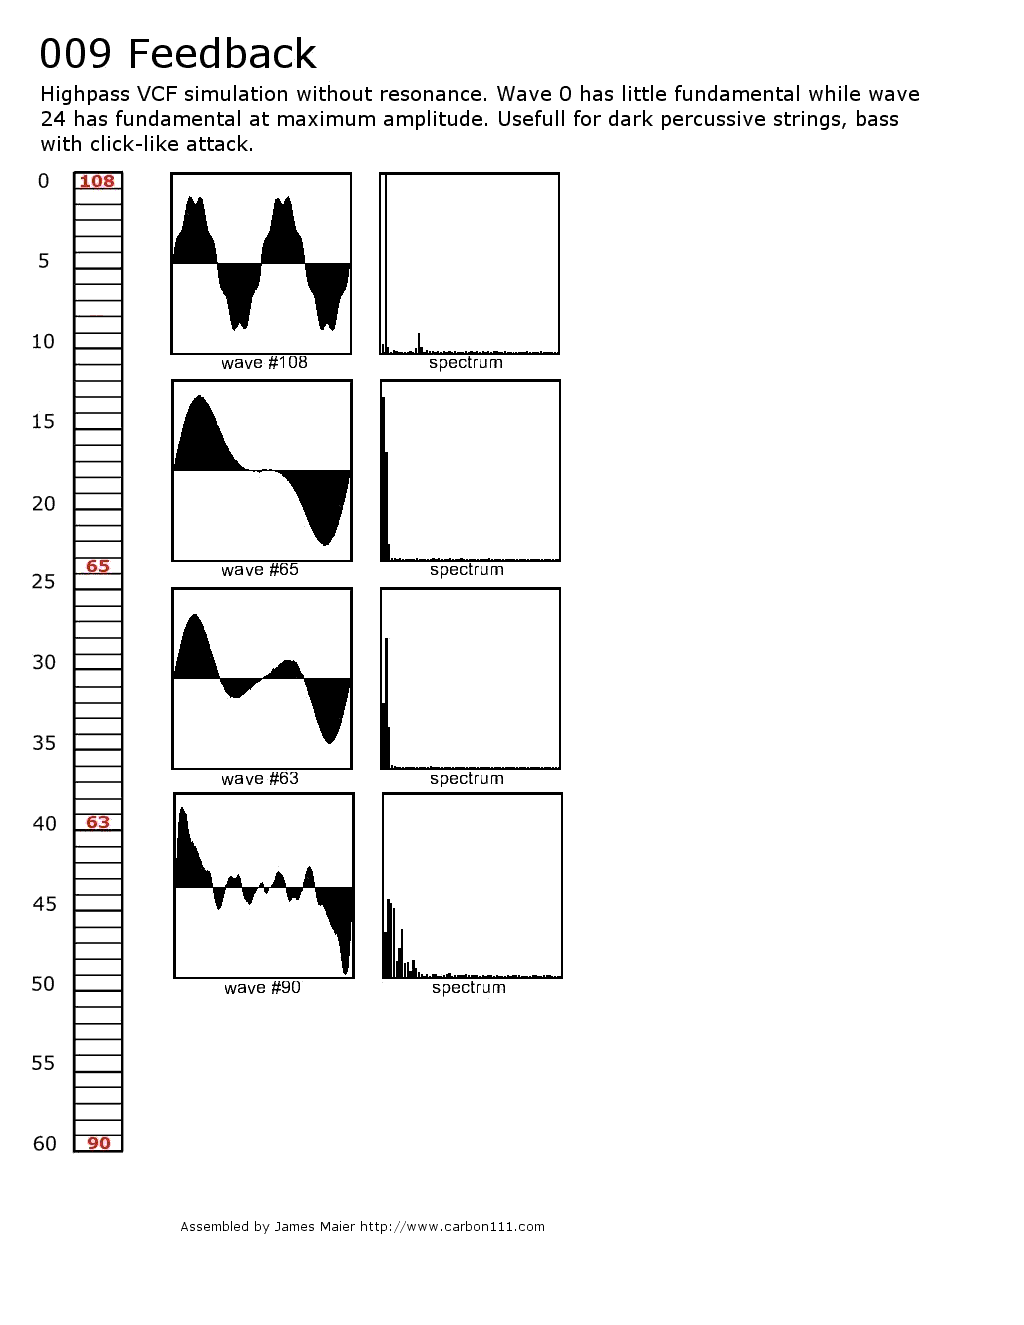 009 Feedback
Highpass VCF simulation without resonance. Wave 0 has little fundamental while wave
24 has fundamental at maximum amplitude. Usefull for dark percussive strings, bass
with click-like attack.
0 108
5
10
wave #108 spectrum
15
20
65
wave #65 spectrum
25
30
35
wave #63 spectrum
40 63
45
50
wave #90 spectrum
55
60 90
Assembled by James Maier http://www.carbon111.com